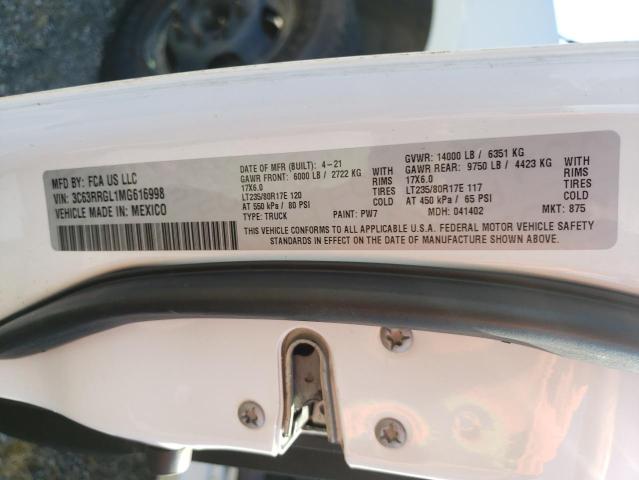 MFD BY: FCA US LLC
VIN: 3C63RRGL1MG616998
VEHICLE MADE IN: MEXICO
DATE OF MFR (BUILT): 4-21
GAWR FRONT: 6000 LB / 2722 KG WITH
17X6.0 RIMS
LT235/80R17E 120 TIRES
AT 550 kPa / 80 PSI COLD
TYPE: TRUCK PAINT: PW7
GVWR: 14000 LB / 6351 KG
GAWR REAR: 9750 LB / 4423 KG WITH
17X6.0 RIMS
LT235/80R17E 117 TIRES
AT 450 kPa / 65 PSI COLD
MDH: 041402 MKT: 875
THIS VEHICLE CONFORMS TO ALL APPLICABLE U.S.A. FEDERAL MOTOR VEHICLE SAFETY
STANDARDS IN EFFECT ON THE DATE OF MANUFACTURE SHOWN ABOVE.